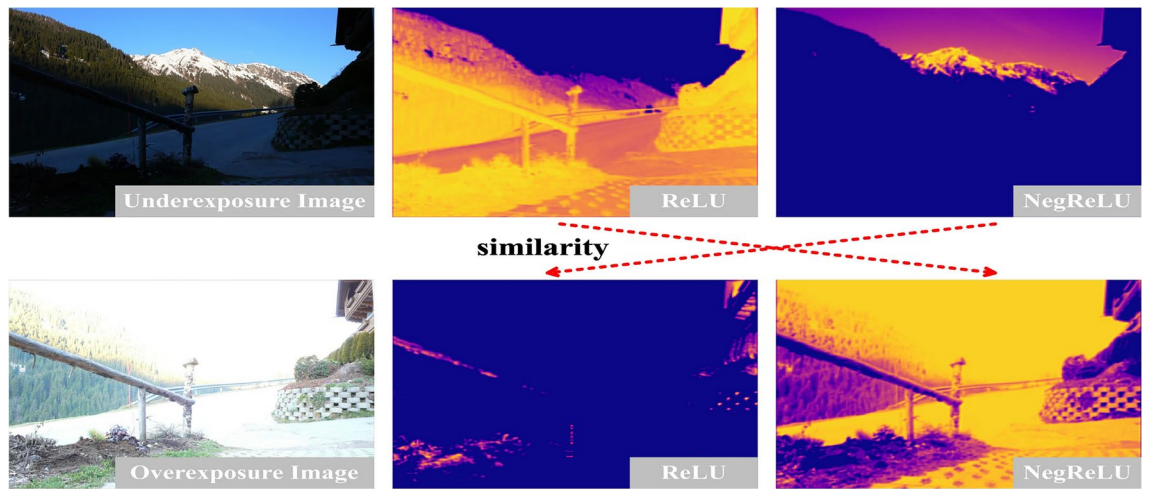 Underexposure Image
ReLU
NegReLU
similarity
Overexposure Image
ReLU
NegReLU